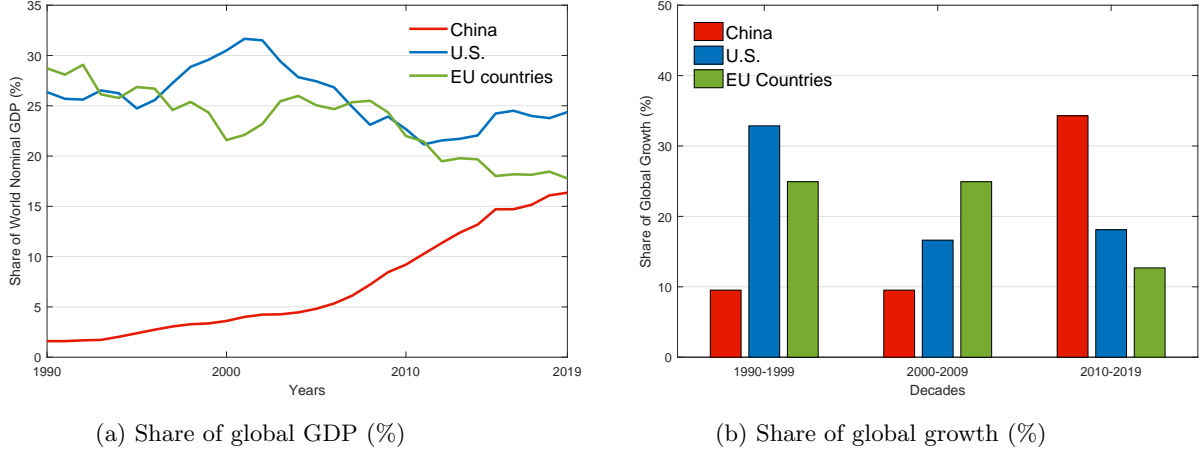 35
30
25
20
15
10
5
0
Share of World Nominal GDP (%)
China
U.S.
EU countries
1990
2000
2010
2019
Years
(a) Share of global GDP (%)
50
40
30
20
10
0
Share of Global Growth (%)
China
U.S.
EU Countries
1990-1999
2000-2009
2010-2019
Decades
(b) Share of global growth (%)